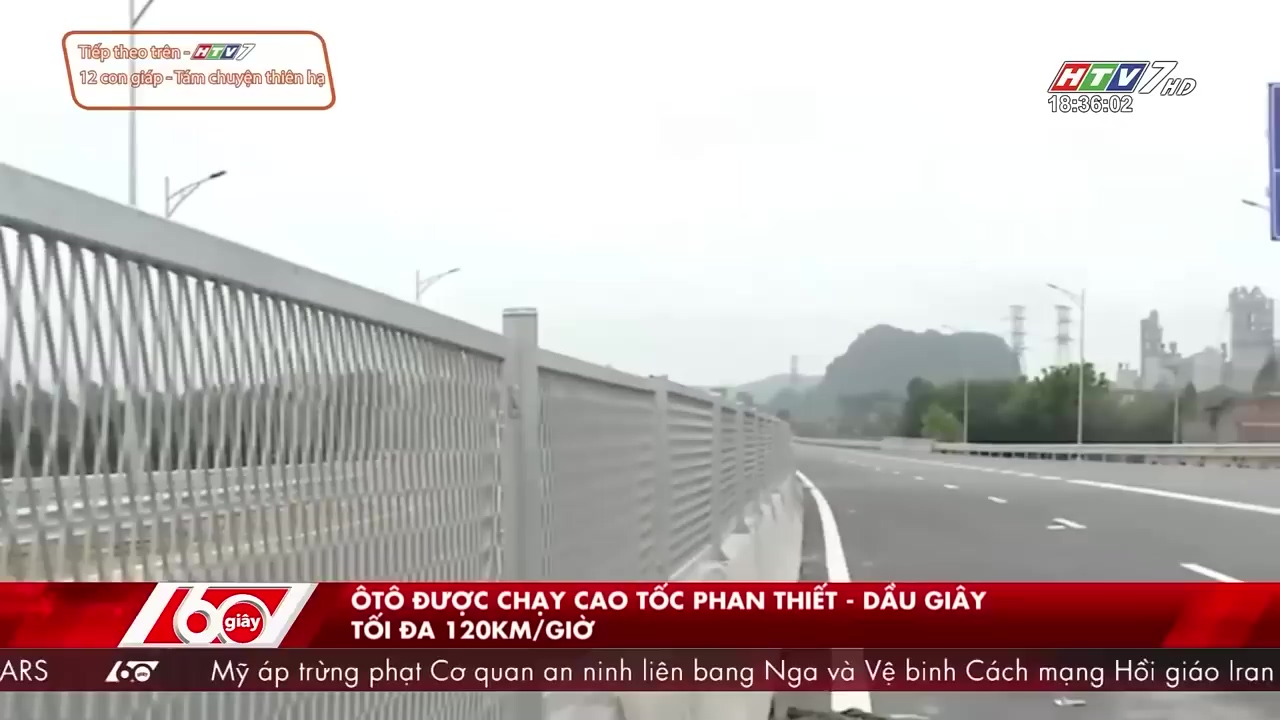 Tiếp theo trên - HTV7
12 con giáp - Tám chuyện thiên hạ
HTV7 HD
18:36:02
60 giây
ÔTÔ ĐƯỢC CHẠY CAO TỐC PHAN THIẾT - DẦU GIÂY
TỐI ĐA 120KM/GIỜ
ARS 60 giây Mỹ áp trừng phạt Cơ quan an ninh liên bang Nga và Vệ binh Cách mạng Hồi giáo Iran